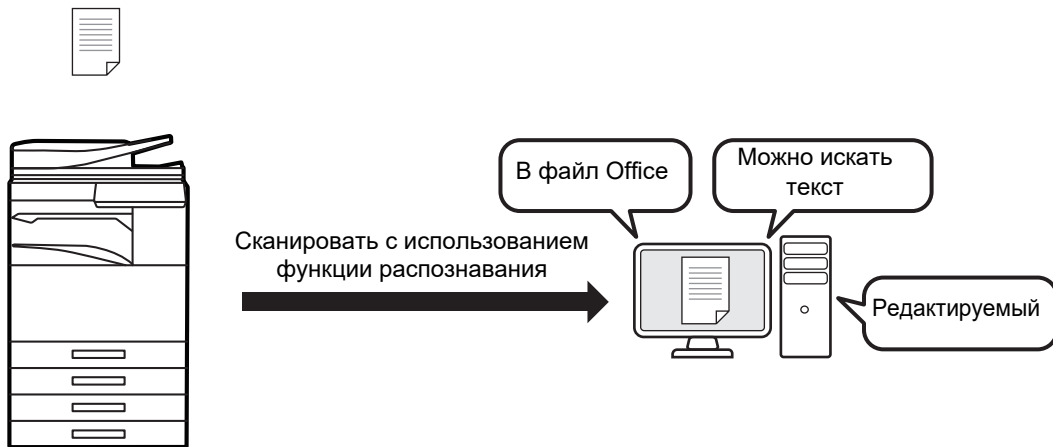 В файл Office
Можно искать
текст
Сканировать с использованием
функции распознавания
Редактируемый